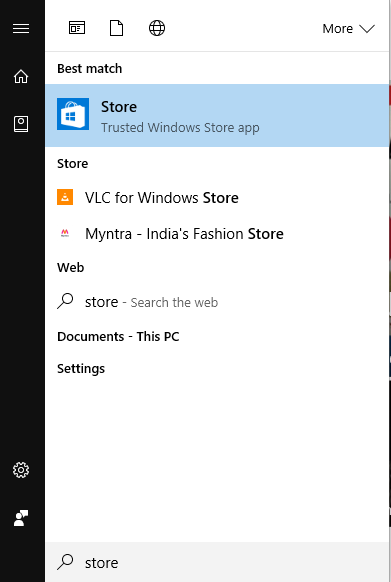 More
Best match
Store
Trusted Windows Store app
Store
VLC for Windows Store
Myntra - India's Fashion Store
Web
store - Search the web
Documents - This PC
Settings
store